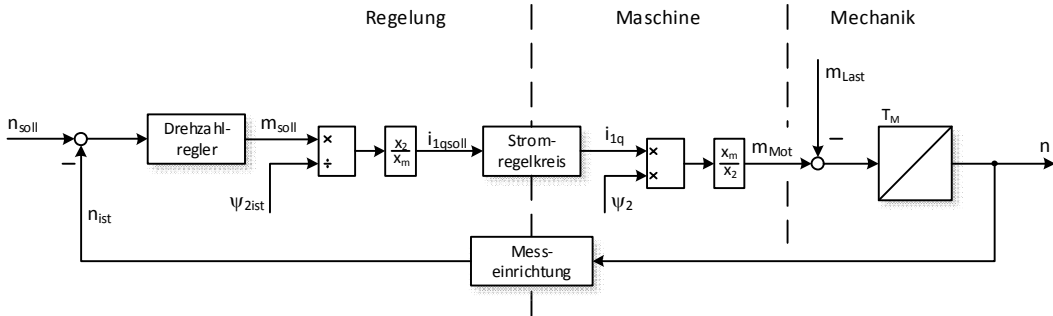 Regelung
Maschine
Mechanik
m_Last
n_soll
Drehzahl-
regler
m_soll
×
÷
x_2
x_m
i_1qsoll
Strom-
regelkreis
i_1q
×
×
x_m
x_2
m_Mot
T_M
n
ψ_2ist
ψ_2
n_ist
Mess-
einrichtung